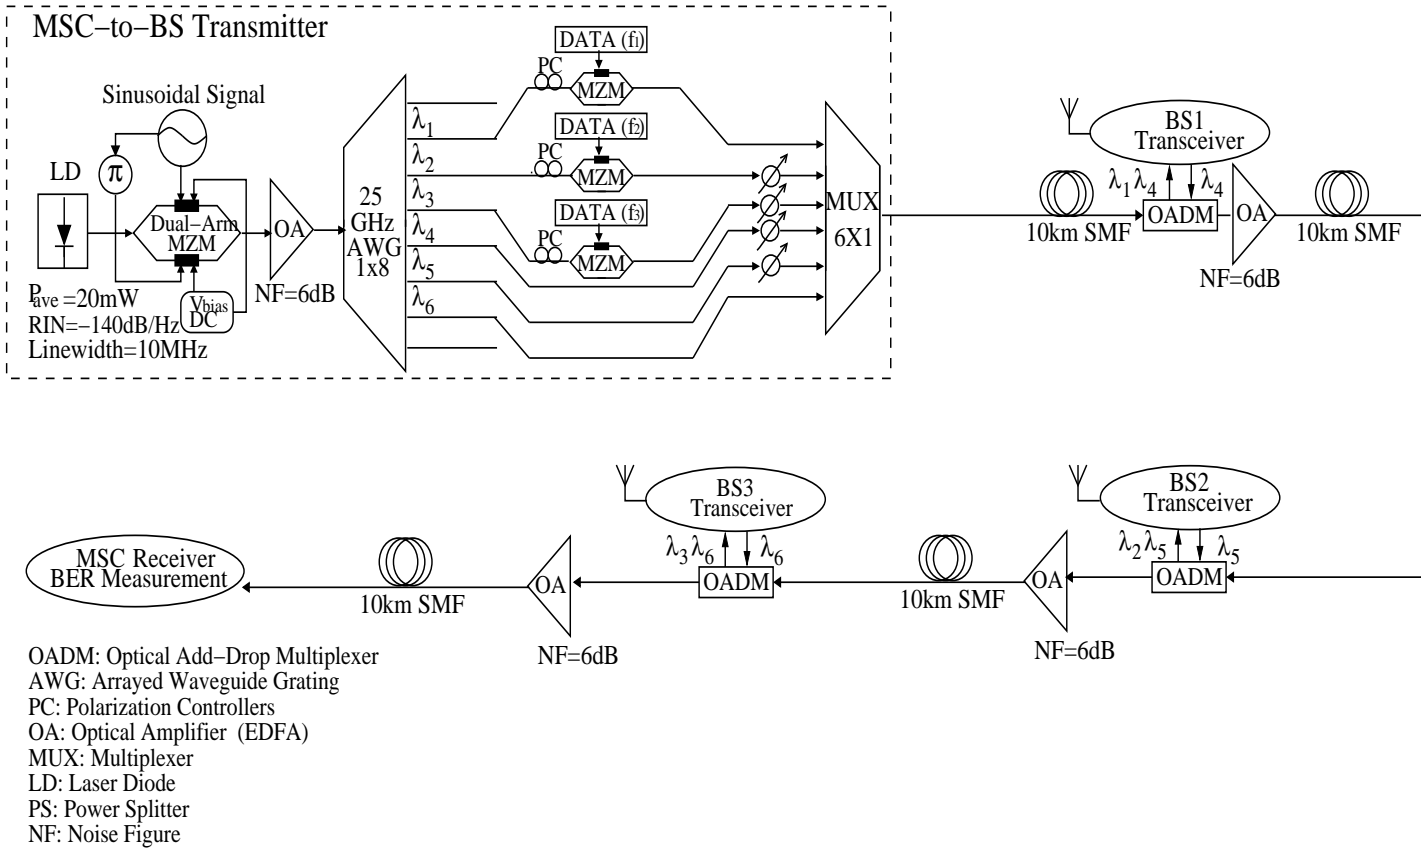 MSC−to−BS Transmitter
Sinusoidal Signal
π
LD
Dual−Arm
MZM
Vbias
DC
Pave =20mW
RIN=−140dB/Hz
Linewidth=10MHz
OA
NF=6dB
25
GHz
AWG
1x8
λ1
λ2
λ3
λ4
λ5
λ6
DATA (f1)
PC
MZM
DATA (f2)
PC
MZM
DATA (f3)
PC
MZM
MUX
6X1
10km SMF
BS1
Transceiver
λ1 λ4
λ4
OADM
OA
NF=6dB
10km SMF
BS2
Transceiver
λ2 λ5
λ5
OADM
OA
NF=6dB
10km SMF
BS3
Transceiver
λ3 λ6
λ6
OADM
OA
NF=6dB
10km SMF
MSC Receiver
BER Measurement
OADM: Optical Add−Drop Multiplexer
AWG: Arrayed Waveguide Grating
PC: Polarization Controllers
OA: Optical Amplifier (EDFA)
MUX: Multiplexer
LD: Laser Diode
PS: Power Splitter
NF: Noise Figure